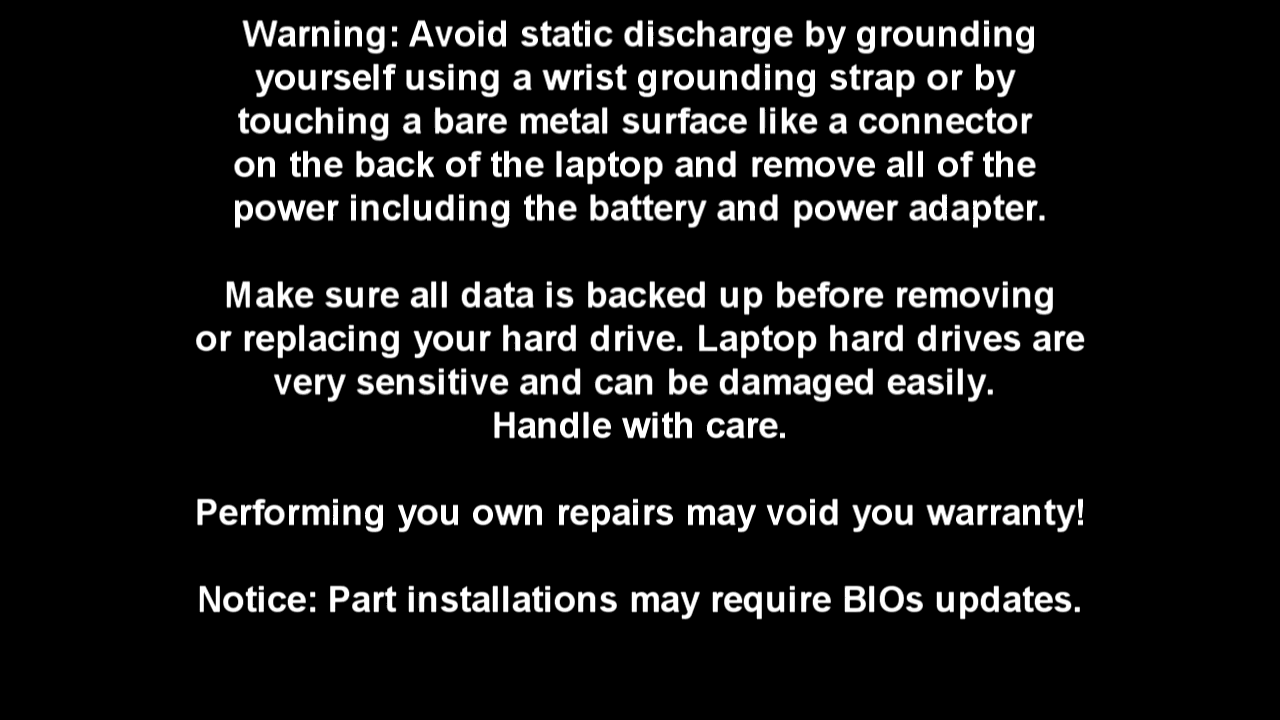 Warning: Avoid static discharge by grounding
yourself using a wrist grounding strap or by
touching a bare metal surface like a connector
on the back of the laptop and remove all of the
power including the battery and power adapter.
Make sure all data is backed up before removing
or replacing your hard drive. Laptop hard drives are
very sensitive and can be damaged easily.
Handle with care.
Performing you own repairs may void you warranty!
Notice: Part installations may require BIOs updates.